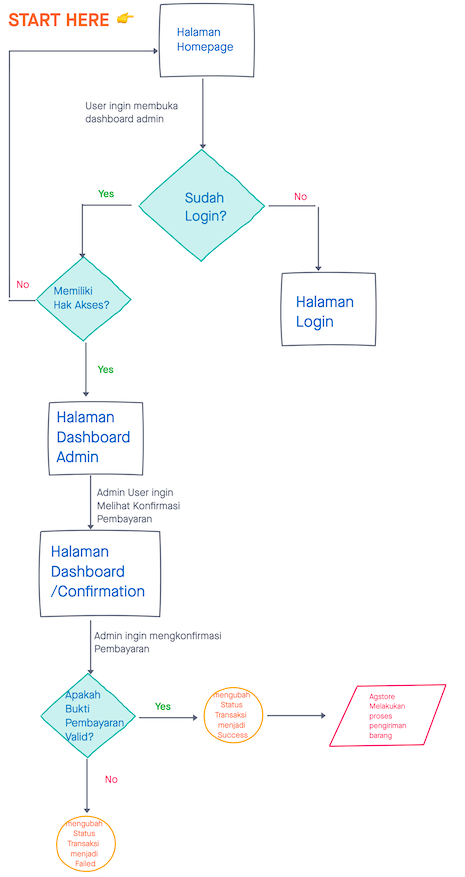 START HERE 👉
Halaman
Homepage
User ingin membuka
dashboard admin
Sudah
Login?
Yes
No
Memiliki
Hak Akses?
No
Halaman
Login
Yes
Halaman
Dashboard
Admin
Admin User ingin
Melihat Konfirmasi
Pembayaran
Halaman
Dashboard
/Confirmation
Admin ingin mengkonfirmasi
Pembayaran
Apakah
Bukti
Pembayaran
Valid?
Yes
mengubah
Status
Transaksi
menjadi
Success
Agstore
Melakukan
proses
pengiriman
barang
No
mengubah
Status
Transaksi
menjadi
Failed